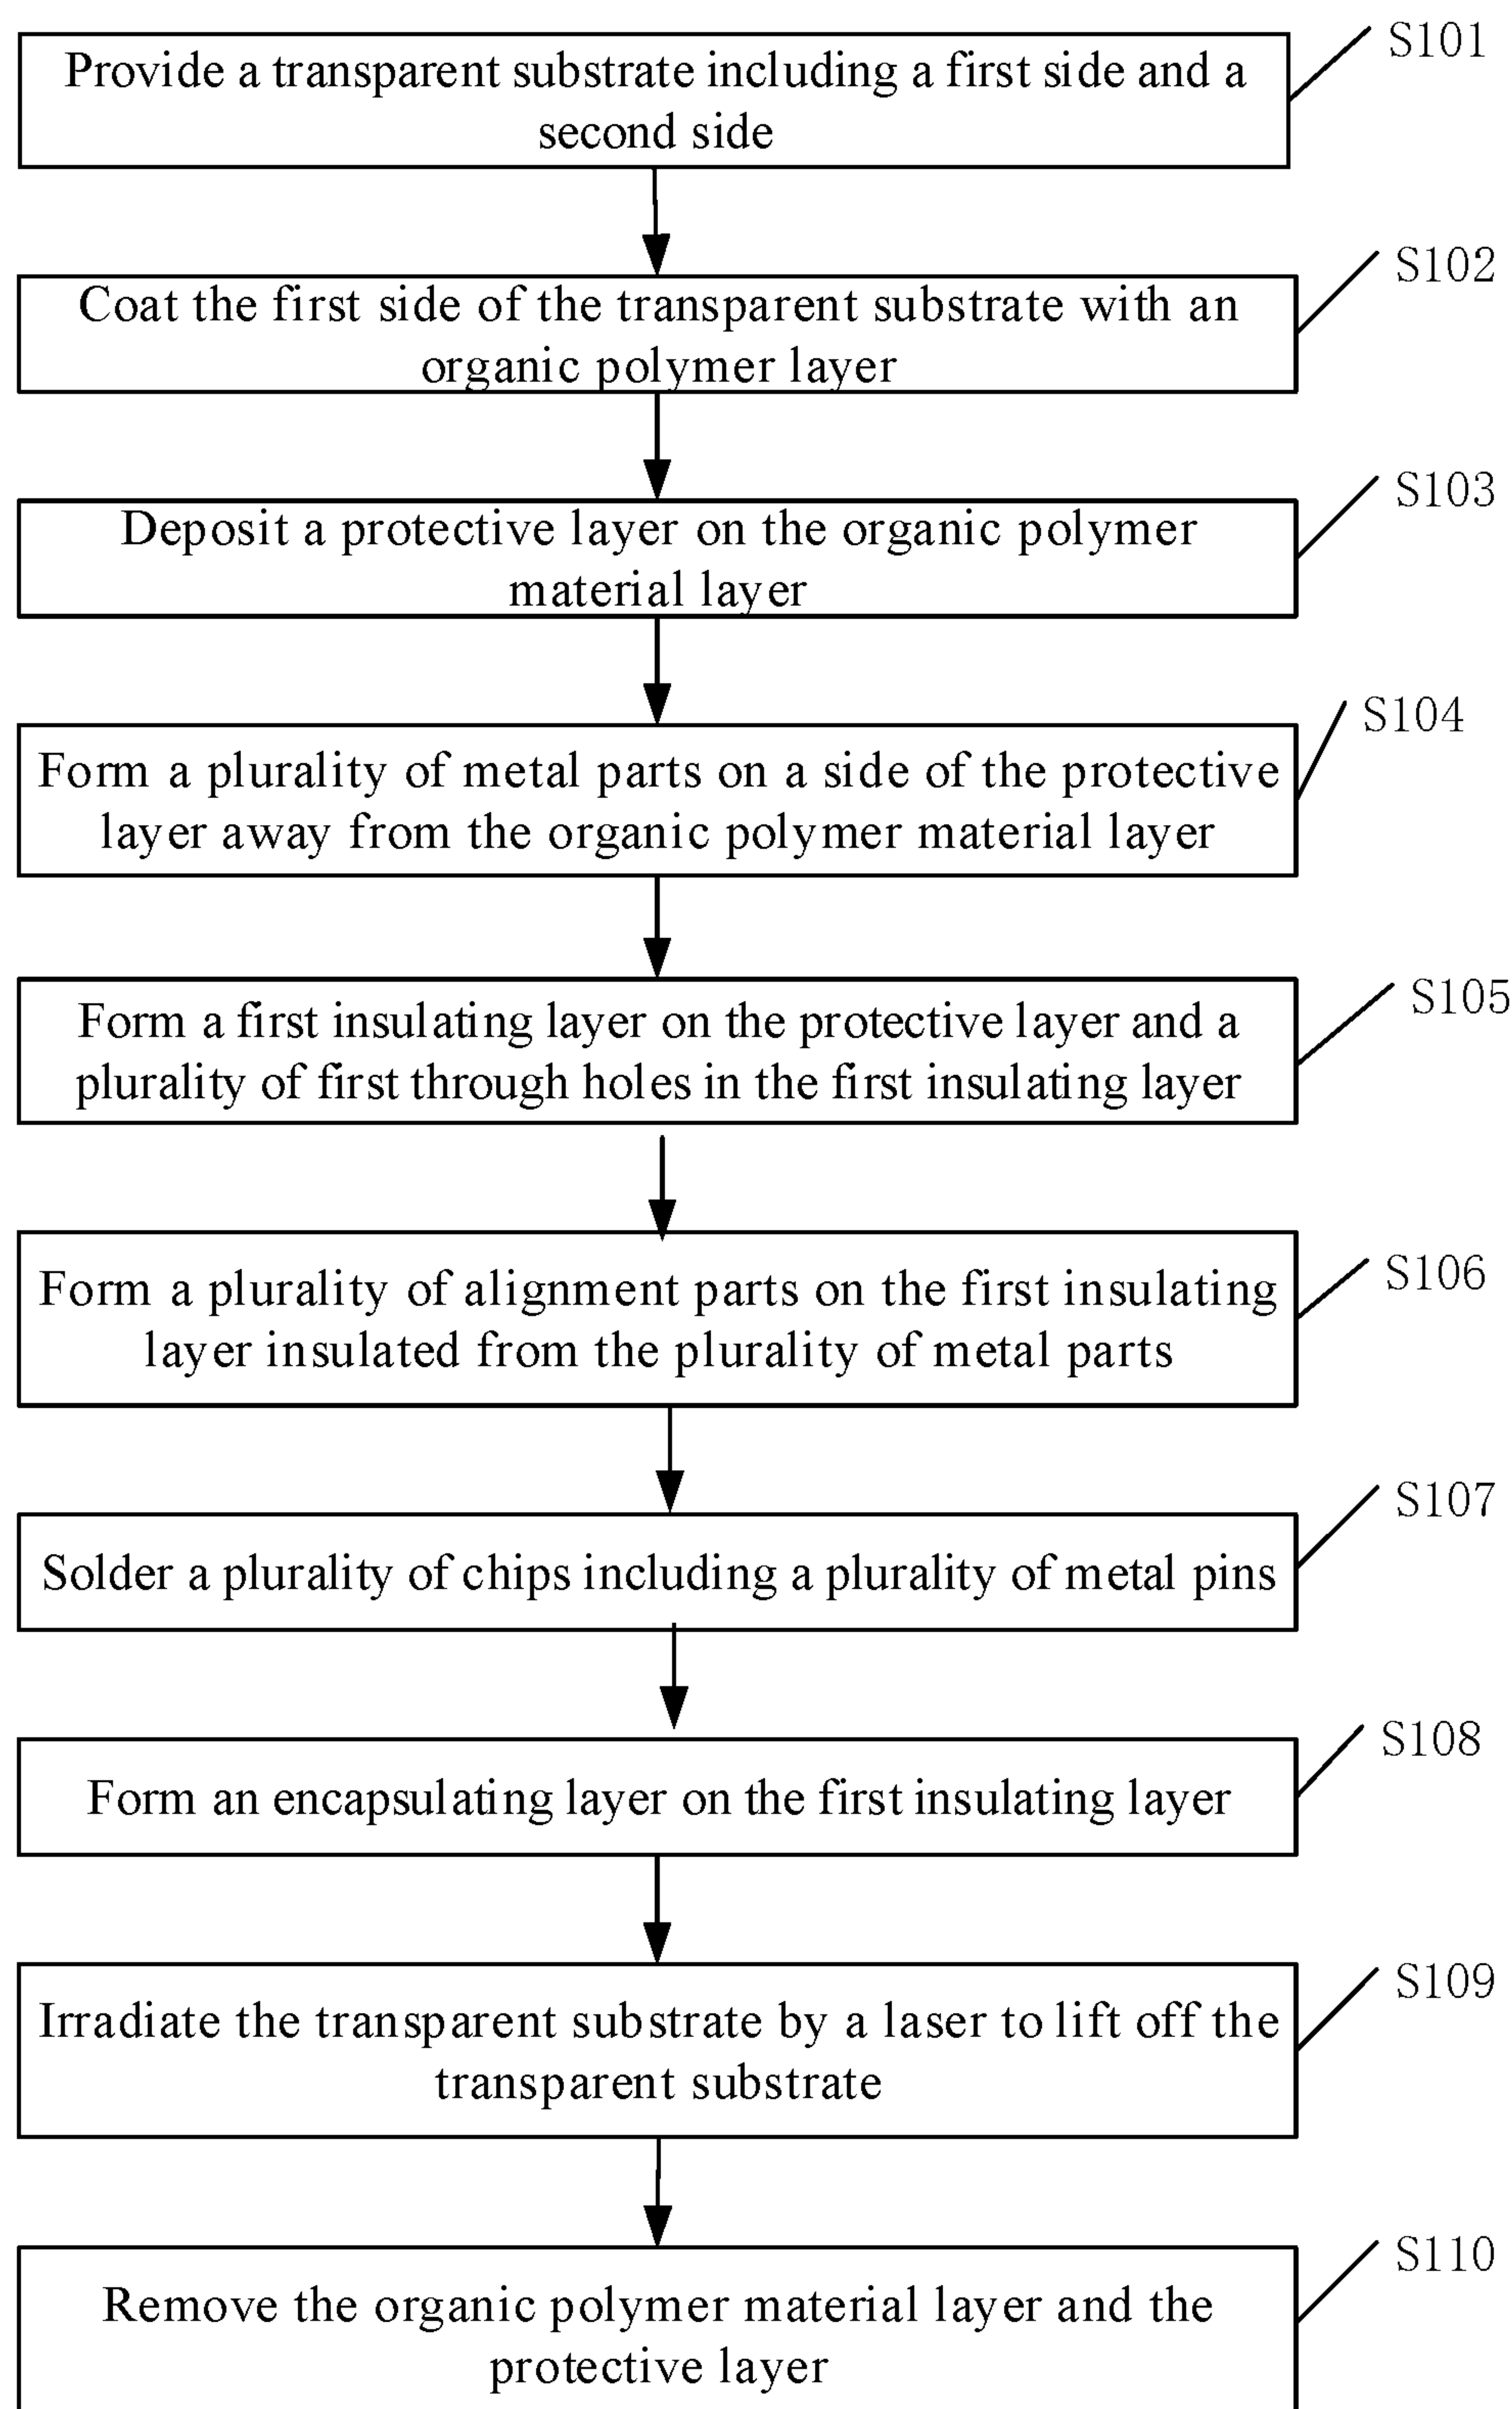 S101
Provide a transparent substrate including a first side and a
second side
S102
Coat the first side of the transparent substrate with an
organic polymer layer
S103
Deposit a protective layer on the organic polymer
material layer
S104
Form a plurality of metal parts on a side of the protective
layer away from the organic polymer material layer
S105
Form a first insulating layer on the protective layer and a
plurality of first through holes in the first insulating layer
S106
Form a plurality of alignment parts on the first insulating
layer insulated from the plurality of metal parts
S107
Solder a plurality of chips including a plurality of metal pins
S108
Form an encapsulating layer on the first insulating layer
S109
Irradiate the transparent substrate by a laser to lift off the
transparent substrate
S110
Remove the organic polymer material layer and the
protective layer